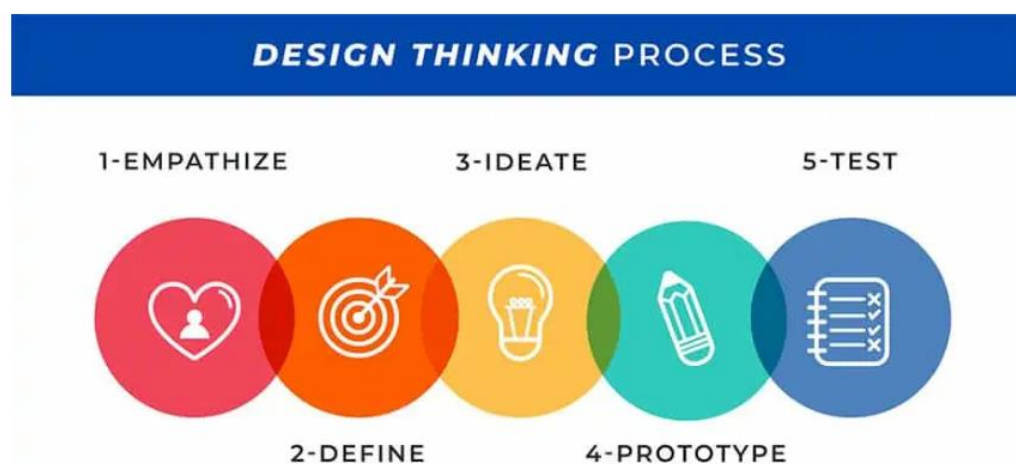 DESIGN THINKING PROCESS
1-EMPATHIZE
3-IDEATE
5-TEST
2-DEFINE
4-PROTOTYPE